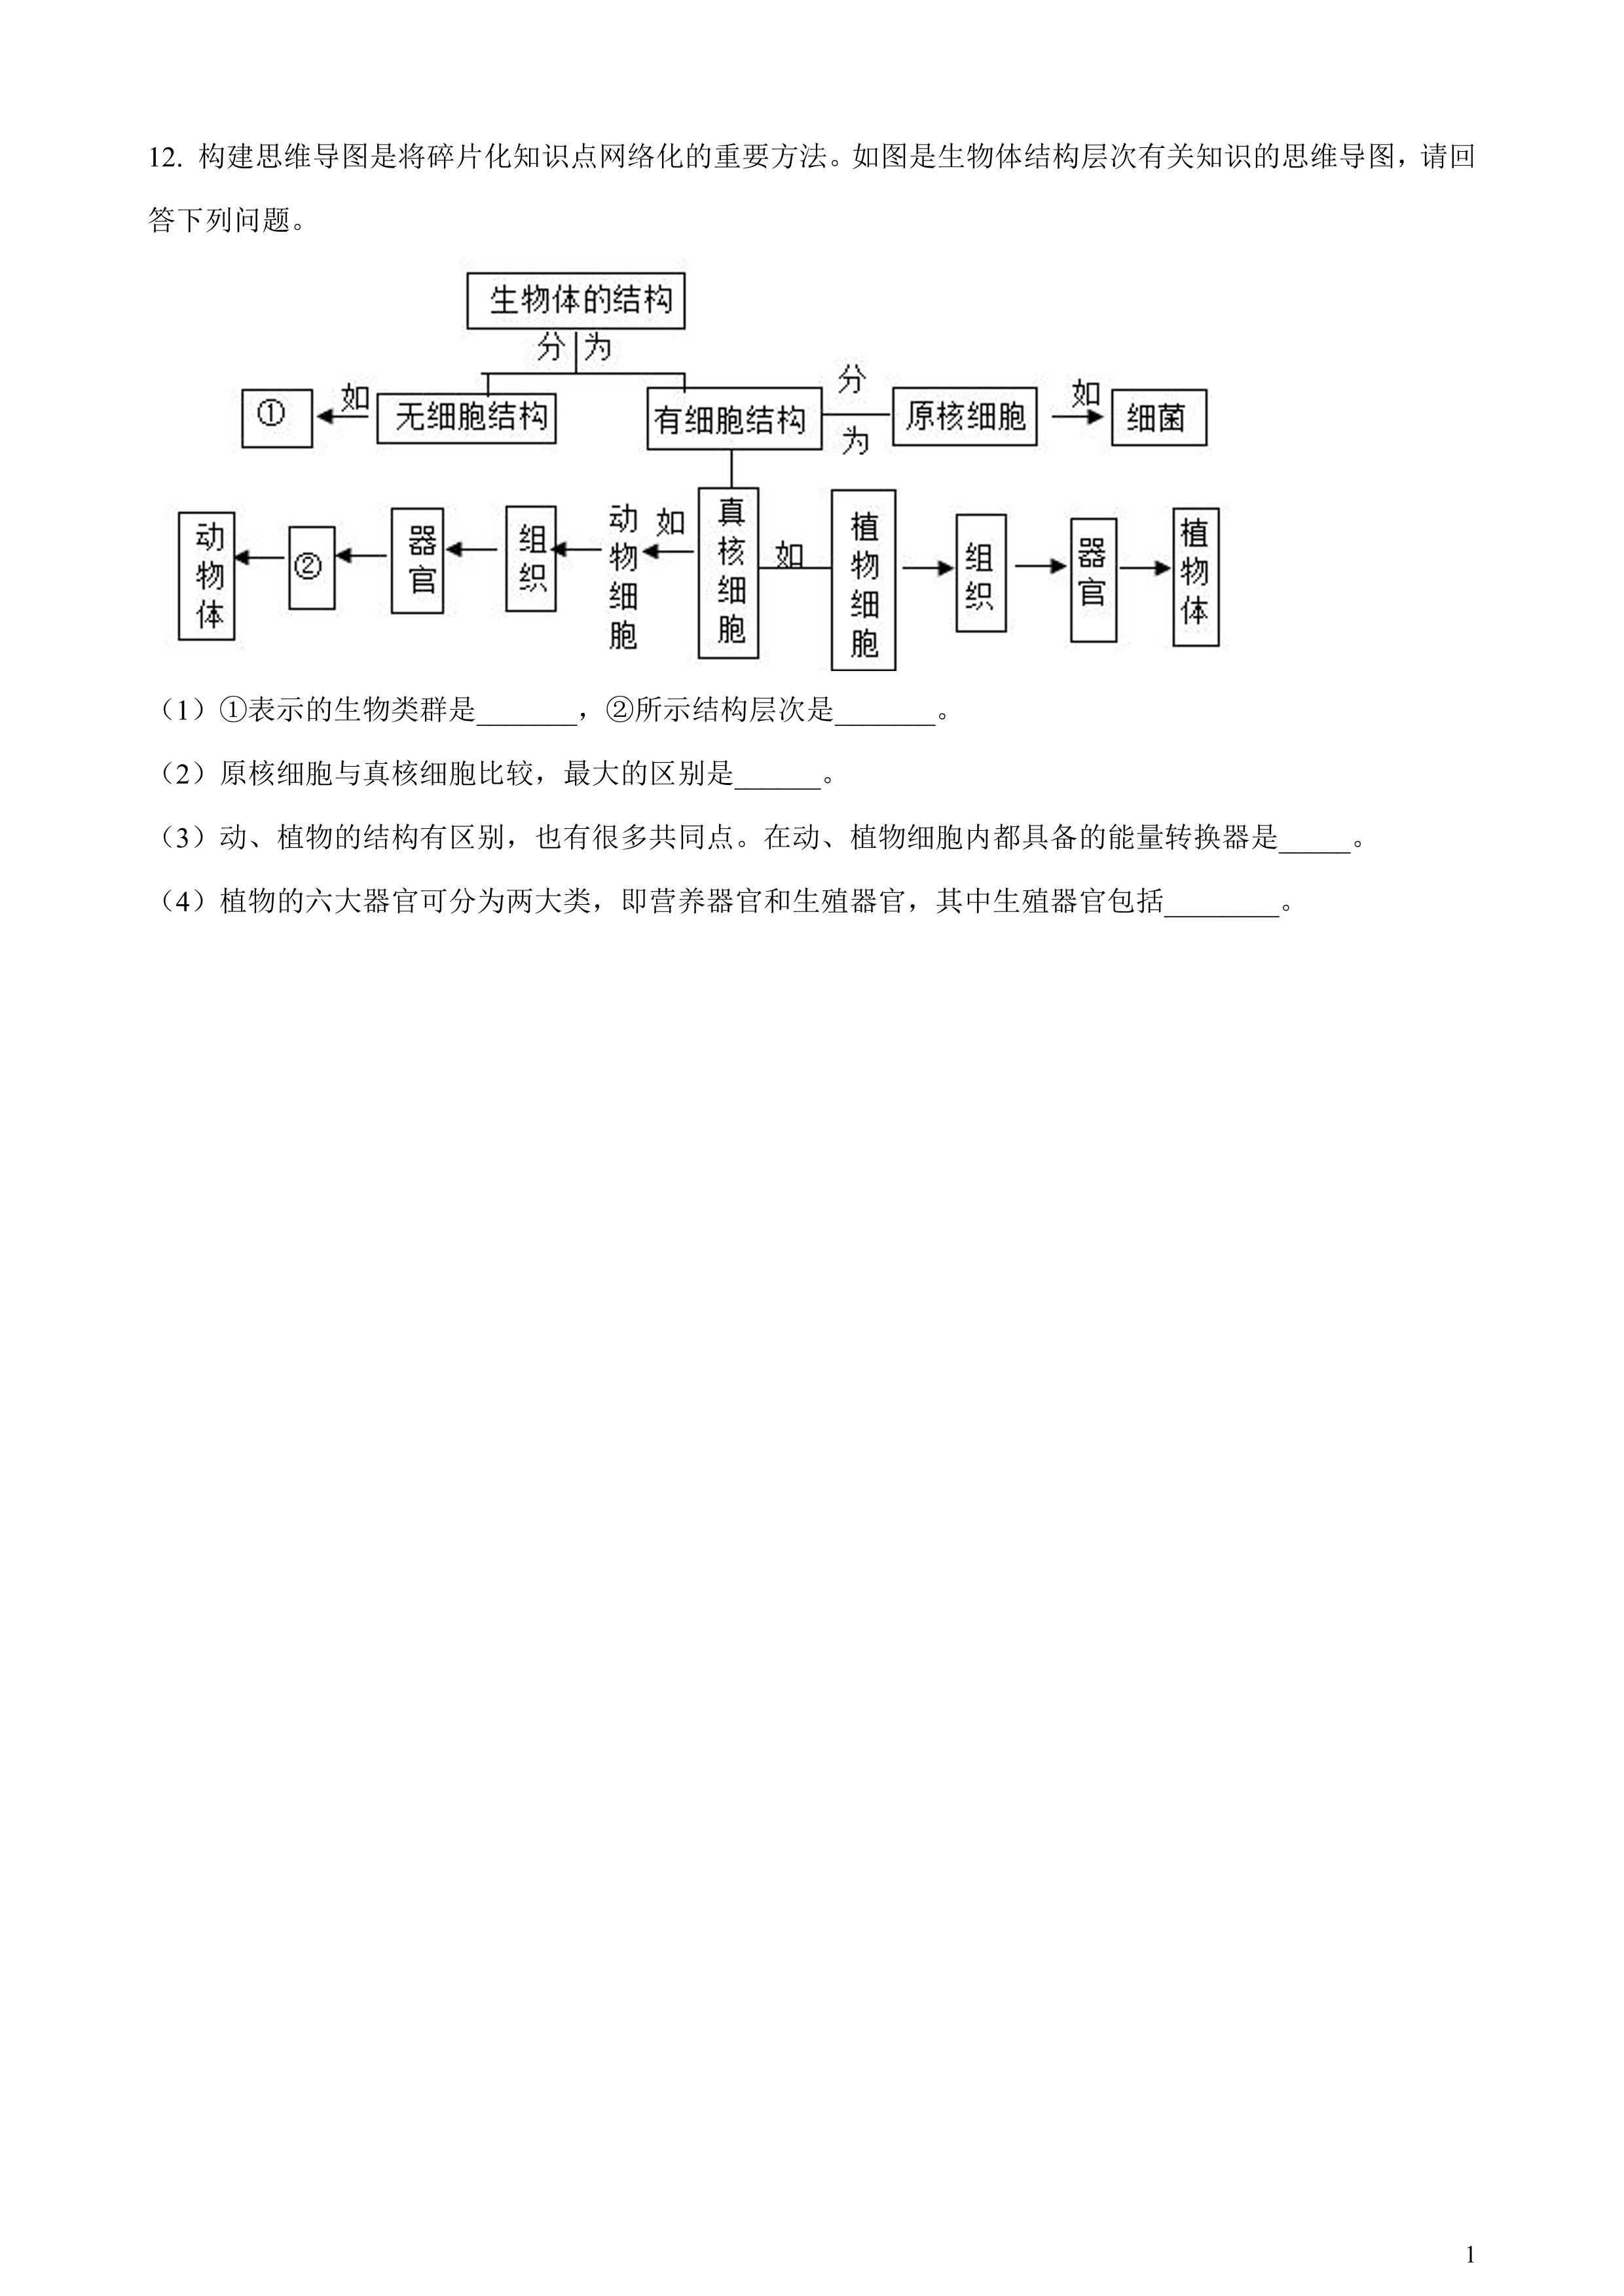 12. 构建思维导图是将碎片化知识点网络化的重要方法。如图是生物体结构层次有关知识的思维导图，请回
答下列问题。
生物体的结构
分 为
① 如 无细胞结构 有细胞结构 分为 原核细胞 如 细菌
动物体 ② 器官 组织 动物细胞 如 真核细胞 如 植物细胞 组织 器官 植物体
（1）①表示的生物类群是_______，②所示结构层次是_______。
（2）原核细胞与真核细胞比较，最大的区别是______。
（3）动、植物的结构有区别，也有很多共同点。在动、植物细胞内都具备的能量转换器是_____。
（4）植物的六大器官可分为两大类，即营养器官和生殖器官，其中生殖器官包括________。
1